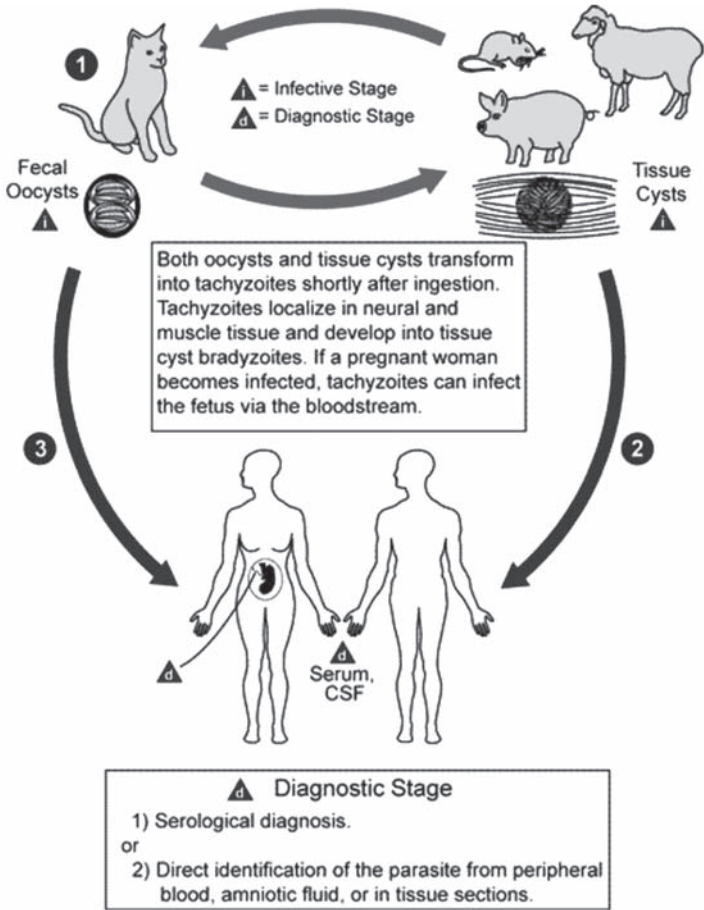 1
i = Infective Stage
d = Diagnostic Stage
Fecal
Oocysts
i
Tissue
Cysts
i
Both oocysts and tissue cysts transform
into tachyzoites shortly after ingestion.
Tachyzoites localize in neural and
muscle tissue and develop into tissue
cyst bradyzoites. If a pregnant woman
becomes infected, tachyzoites can infect
the fetus via the bloodstream.
3
2
d
d
Serum,
CSF
d Diagnostic Stage
1) Serological diagnosis.
or
2) Direct identification of the parasite from peripheral
blood, amniotic fluid, or in tissue sections.